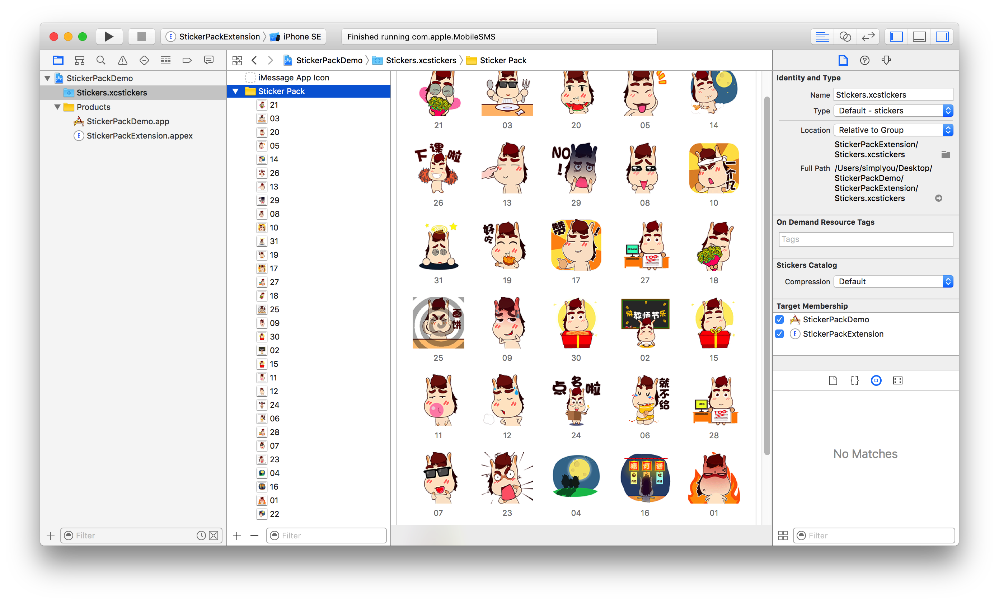 StickerPackExtension
iPhone SE
Finished running com.apple.MobileSMS
StickerPackDemo
Stickers.xcstickers
Products
StickerPackDemo.app
StickerPackExtension.appex
Filter
StickerPackDemo
Stickers.xcstickers
Sticker Pack
iMessage App Icon
Sticker Pack
21
03
20
05
14
26
13
29
08
10
31
19
17
27
18
25
09
30
02
15
11
12
24
06
28
07
23
04
16
01
22
Filter
21
03
20
05
14
下课啦
NO!
一个亿
26
13
29
08
10
好吃
赞!
Java
100
31
19
17
27
18
画饼
快教师节乐
25
09
30
02
15
点名啦
就不给
iOS
100
11
12
24
06
28
猜灯谜
07
23
04
16
01
Identity and Type
Name Stickers.xcstickers
Type Default - stickers
Location Relative to Group
StickerPackExtension/
Stickers.xcstickers
Full Path /Users/simplyou/Desktop/
StickerPackDemo/
StickerPackExtension/
Stickers.xcstickers
On Demand Resource Tags
Tags
Stickers Catalog
Compression Default
Target Membership
StickerPackDemo
E StickerPackExtension
No Matches
Filter